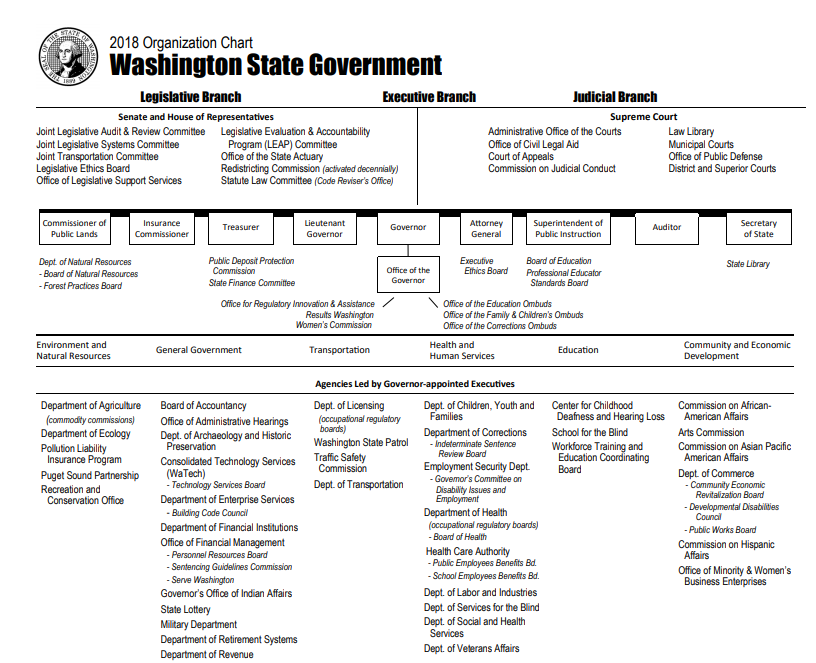 2018 Organization Chart
Washington State Government
Legislative Branch
Executive Branch
Judicial Branch
Senate and House of Representatives
Joint Legislative Audit & Review Committee
Joint Legislative Systems Committee
Joint Transportation Committee
Legislative Ethics Board
Office of Legislative Support Services
Legislative Evaluation & Accountability
Program (LEAP) Committee
Office of the State Actuary
Redistricting Commission (activated decennially)
Statute Law Committee (Code Reviser's Office)
Supreme Court
Administrative Office of the Courts
Office of Civil Legal Aid
Court of Appeals
Commission on Judicial Conduct
Law Library
Municipal Courts
Office of Public Defense
District and Superior Courts
Commissioner of
Public Lands
Insurance
Commissioner
Treasurer
Lieutenant
Governor
Governor
Attorney
General
Superintendent of
Public Instruction
Auditor
Secretary
of State
Dept. of Natural Resources
- Board of Natural Resources
- Forest Practices Board
Public Deposit Protection
Commission
State Finance Committee
Office of the
Governor
Executive
Ethics Board
Board of Education
Professional Educator
Standards Board
State Library
Office for Regulatory Innovation & Assistance
Results Washington
Women's Commission
Office of the Education Ombuds
Office of the Family & Children's Ombuds
Office of the Corrections Ombuds
Environment and
Natural Resources
General Government
Transportation
Health and
Human Services
Education
Community and Economic
Development
Agencies Led by Governor-appointed Executives
Department of Agriculture
(commodity commissions)
Department of Ecology
Pollution Liability
Insurance Program
Puget Sound Partnership
Recreation and
Conservation Office
Board of Accountancy
Office of Administrative Hearings
Dept. of Archaeology and Historic
Preservation
Consolidated Technology Services
(WaTech)
- Technology Services Board
Department of Enterprise Services
- Building Code Council
Department of Financial Institutions
Office of Financial Management
- Personnel Resources Board
- Sentencing Guidelines Commission
- Serve Washington
Governor's Office of Indian Affairs
State Lottery
Military Department
Department of Retirement Systems
Department of Revenue
Dept. of Licensing
(occupational regulatory
boards)
Washington State Patrol
Traffic Safety
Commission
Dept. of Transportation
Dept. of Children, Youth and
Families
Department of Corrections
- Indeterminate Sentence
Review Board
Employment Security Dept.
- Governor's Committee on
Disability Issues and
Employment
Department of Health
(occupational regulatory boards)
- Board of Health
Health Care Authority
- Public Employees Benefits Bd.
- School Employees Benefits Bd.
Dept. of Labor and Industries
Dept. of Services for the Blind
Dept. of Social and Health
Services
Dept. of Veterans Affairs
Center for Childhood
Deafness and Hearing Loss
School for the Blind
Workforce Training and
Education Coordinating
Board
Commission on African-
American Affairs
Arts Commission
Commission on Asian Pacific
American Affairs
Dept. of Commerce
- Community Economic
Revitalization Board
- Developmental Disabilities
Council
- Public Works Board
Commission on Hispanic
Affairs
Office of Minority & Women's
Business Enterprises